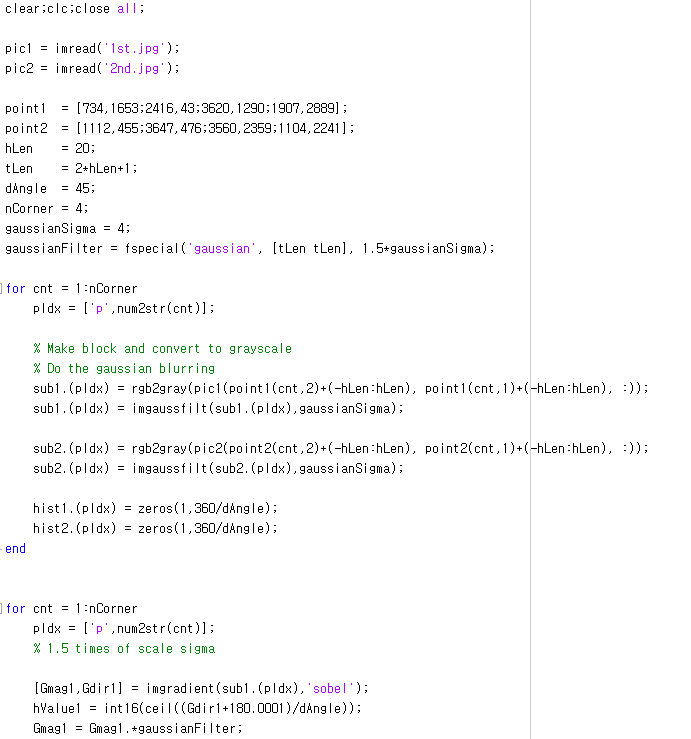 clear;clc;close all;
pic1 = imread('1st.jpg');
pic2 = imread('2nd.jpg');
point1  = [734,1653;2416,43;3620,1290;1907,2889];
point2  = [1112,455;3647,476;3560,2359;1104,2241];
hLen    = 20;
tLen    = 2*hLen+1;
dAngle  = 45;
nCorner = 4;
gaussianSigma = 4;
gaussianFilter = fspecial('gaussian', [tLen tLen], 1.5*gaussianSigma);
for cnt = 1:nCorner
    pIdx = ['p',num2str(cnt)];
    % Make block and convert to grayscale
    % Do the gaussian blurring
    sub1.(pIdx) = rgb2gray(pic1(point1(cnt,2)+(-hLen:hLen), point1(cnt,1)+(-hLen:hLen), :));
    sub1.(pIdx) = imgaussfilt(sub1.(pIdx),gaussianSigma);
    sub2.(pIdx) = rgb2gray(pic2(point2(cnt,2)+(-hLen:hLen), point2(cnt,1)+(-hLen:hLen), :));
    sub2.(pIdx) = imgaussfilt(sub2.(pIdx),gaussianSigma);
    hist1.(pIdx) = zeros(1,360/dAngle);
    hist2.(pIdx) = zeros(1,360/dAngle);
end
for cnt = 1:nCorner
    pIdx = ['p',num2str(cnt)];
    % 1.5 times of scale sigma
    [Gmag1,Gdir1] = imgradient(sub1.(pIdx),'sobel');
    hValue1 = int16(ceil((Gdir1+180.0001)/dAngle));
    Gmag1 = Gmag1.*gaussianFilter;